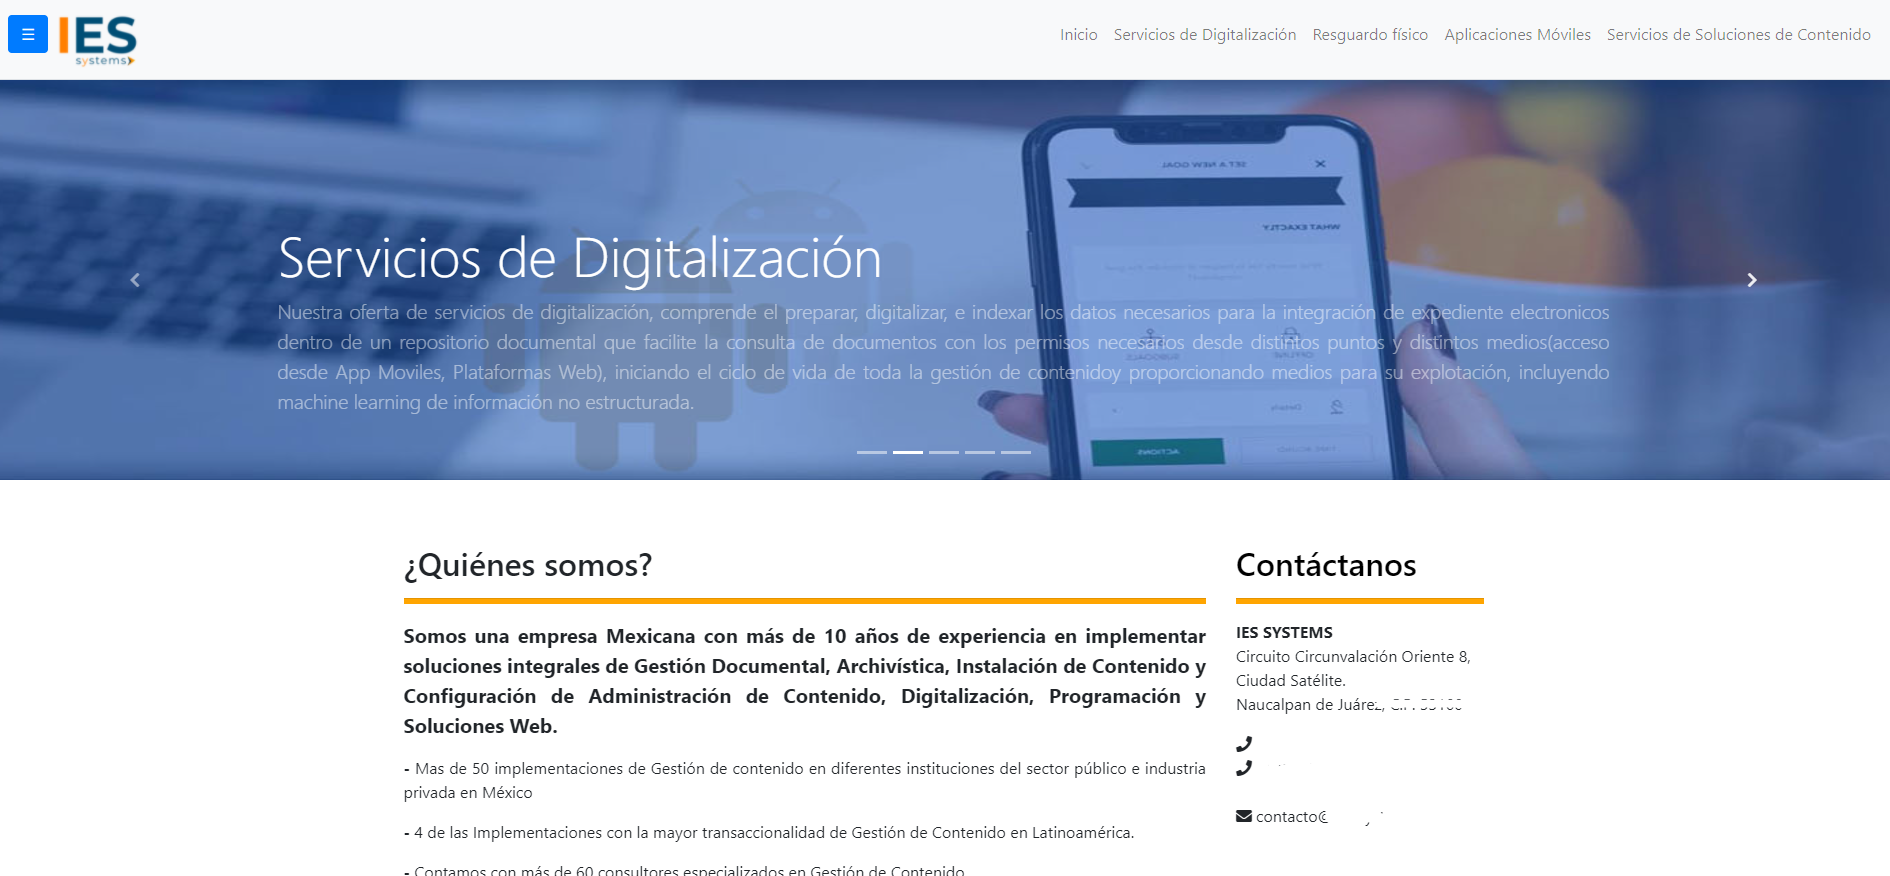 ☰
IES
systems
Inicio Servicios de Digitalización Resguardo físico Aplicaciones Móviles Servicios de Soluciones de Contenido
SET A NEW GOAL
WHAT EXACTLY
Servicios de Digitalización
Nuestra oferta de servicios de digitalización, comprende el preparar, digitalizar, e indexar los datos necesarios para la integración de expediente electronicos
dentro de un repositorio documental que facilite la consulta de documentos con los permisos necesarios desde distintos puntos y distintos medios(acceso
desde App Moviles, Plataformas Web), iniciando el ciclo de vida de toda la gestión de contenidoy proporcionando medios para su explotación, incluyendo
machine learning de información no estructurada.
SUBGOALS
OFFLINE
Details
ACTIONS
¿Quiénes somos?
Somos una empresa Mexicana con más de 10 años de experiencia en implementar
soluciones integrales de Gestión Documental, Archivística, Instalación de Contenido y
Configuración de Administración de Contenido, Digitalización, Programación y
Soluciones Web.
- Mas de 50 implementaciones de Gestión de contenido en diferentes instituciones del sector público e industria
privada en México
- 4 de las Implementaciones con la mayor transaccionalidad de Gestión de Contenido en Latinoamérica.
- Contamos con más de 60 consultores especializados en Gestión de Contenido
Contáctanos
IES SYSTEMS
Circuito Circunvalación Oriente 8,
Ciudad Satélite.
Naucalpan de Juárez,
contacto@